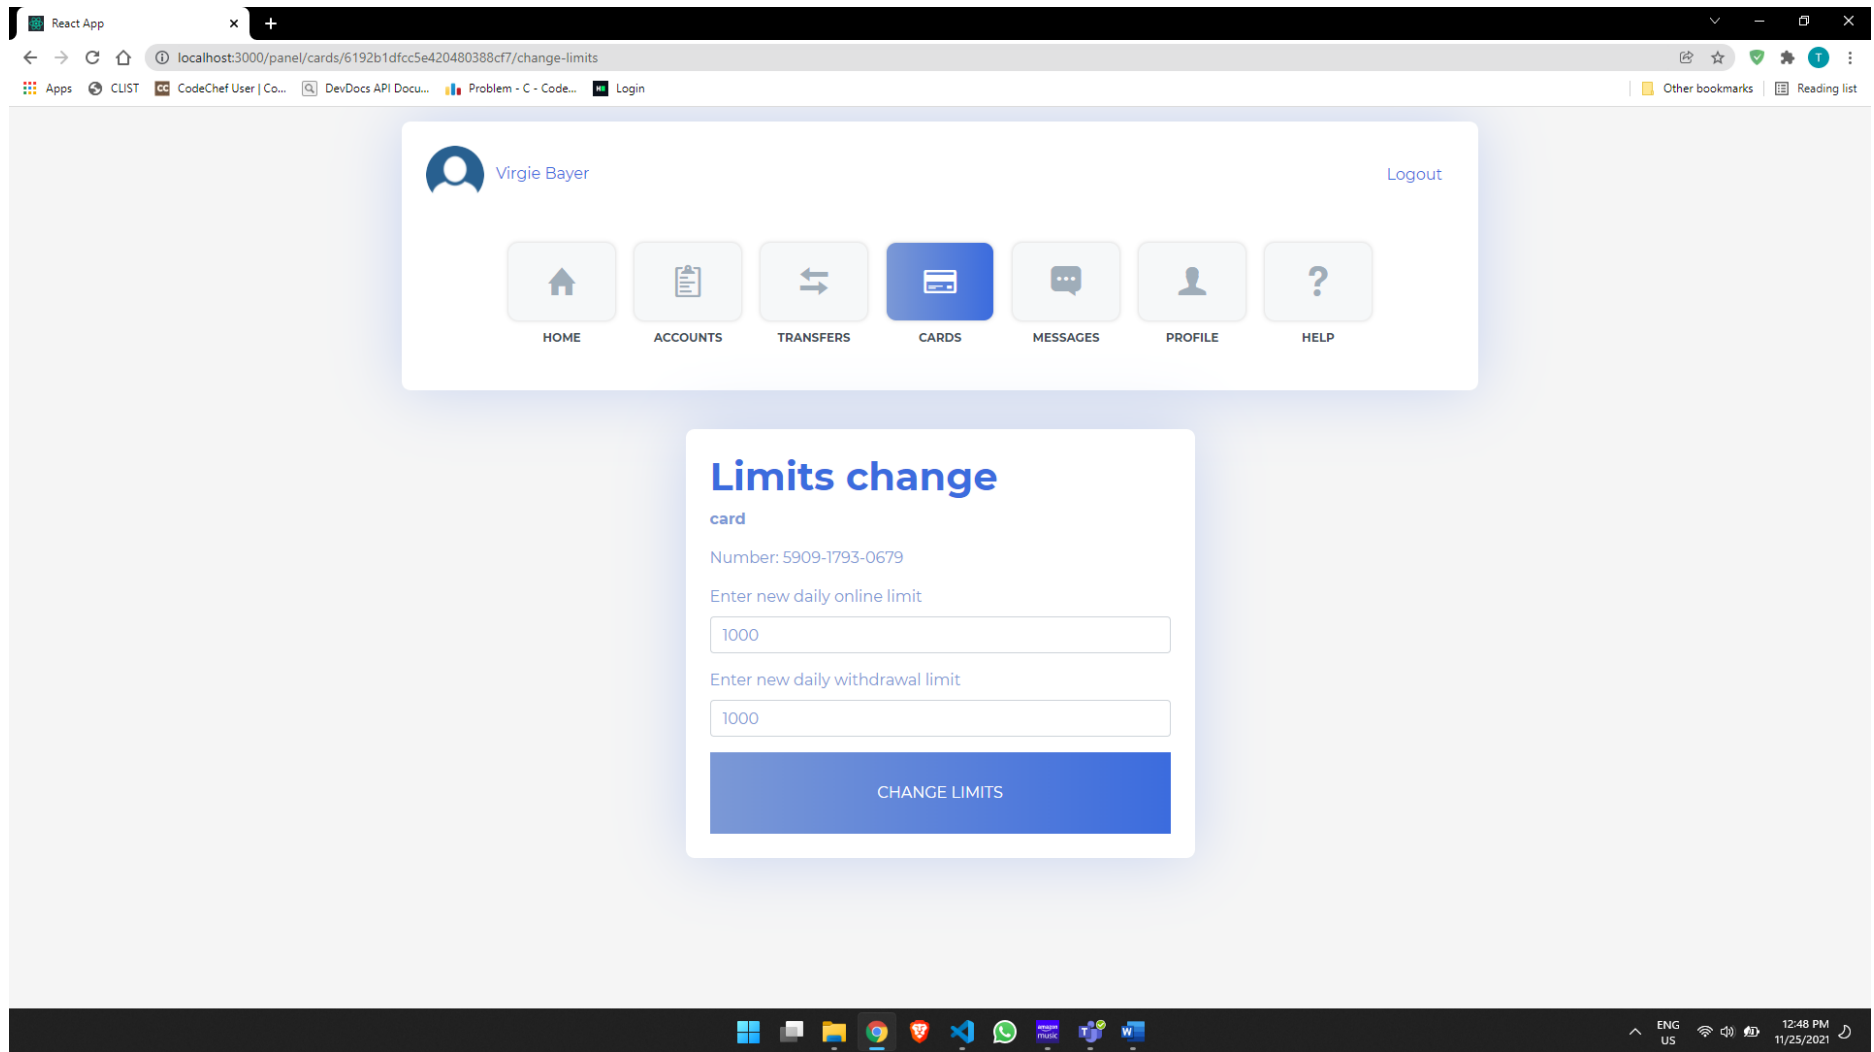 React App
localhost:3000/panel/cards/6192b1dfcc5e420480388cf7/change-limits
T
Apps CLIST CC CodeChef User | Co... DevDocs API Docu... Problem - C - Code... Login Other bookmarks Reading list
Virgie Bayer
Logout
HOME ACCOUNTS TRANSFERS CARDS MESSAGES PROFILE HELP
Limits change
card
Number: 5909-1793-0679
Enter new daily online limit
1000
Enter new daily withdrawal limit
1000
CHANGE LIMITS
amazon
music
ENG
US
12:48 PM
11/25/2021